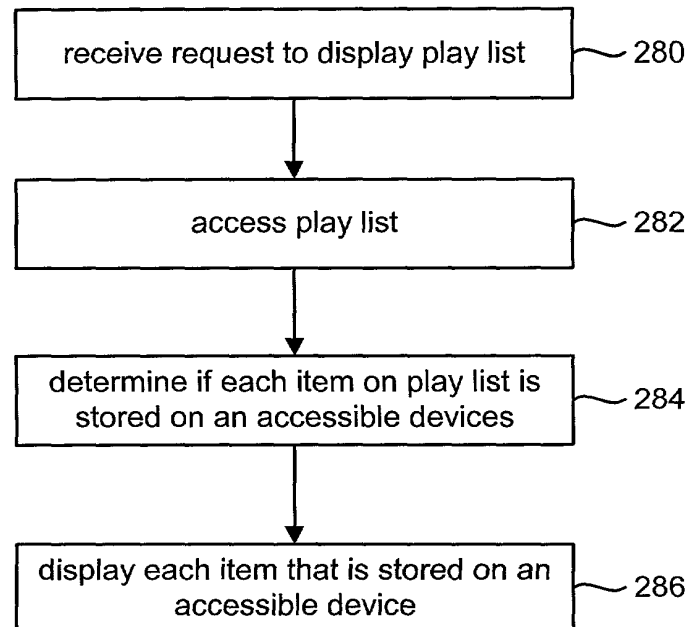 receive request to display play list
280
access play list
282
determine if each item on play list is
stored on an accessible devices
284
display each item that is stored on an
accessible device
286